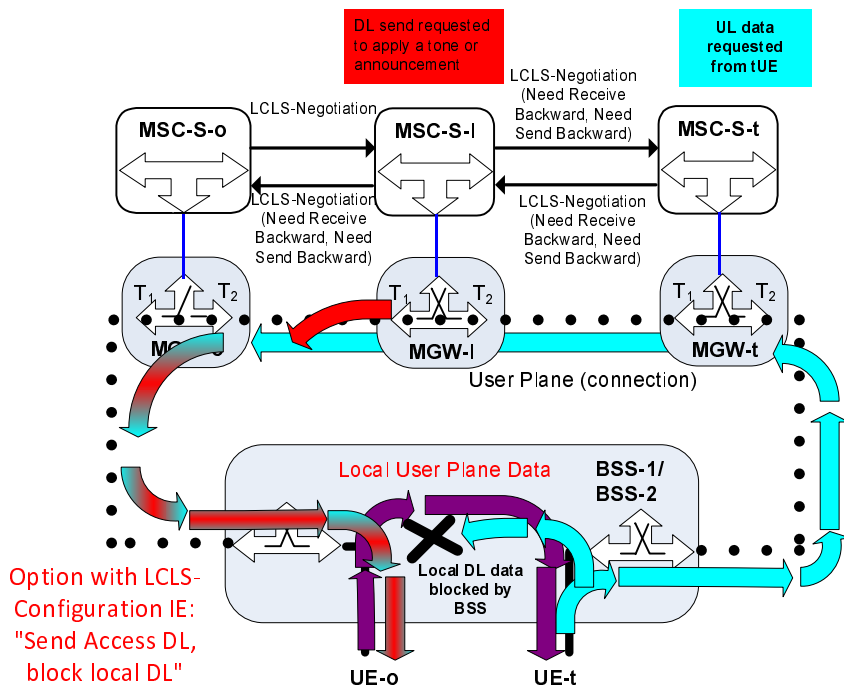 DL send requested
to apply a tone or
announcement
UL data
requested
from tUE
LCLS-Negotiation
LCLS-Negotiation
(Need Receive
Backward, Need
Send Backward)
MSC-S-o
MSC-S-I
MSC-S-t
LCLS-Negotiation
(Need Receive
Backward, Need
Send Backward)
LCLS-Negotiation
(Need Receive
Backward, Need
Send Backward)
T1
T2
T1
T2
T1
T2
MGW-I
MGW-t
User Plane (connection)
Local User Plane Data
BSS-1/
BSS-2
Local DL data
blocked by
BSS
Option with LCLS-
Configuration IE:
"Send Access DL,
block local DL"
UE-o
UE-t